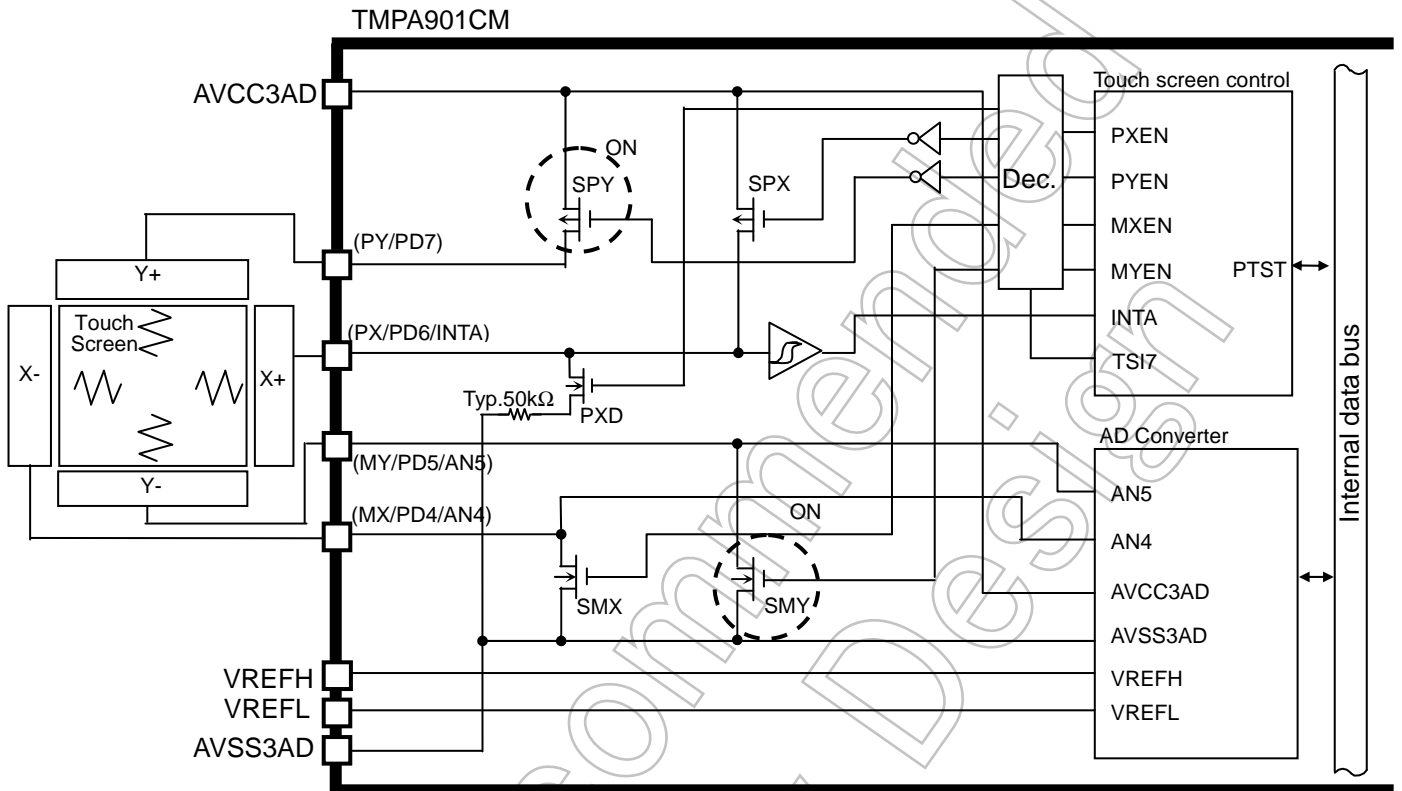 TMPA901CM
AVCC3AD
Touch screen control
PXEN
ON
SPY
SPX
Dec.
PYEN
MXEN
(PY/PD7)
Y+
MYEN
PTST
INTA
Touch
Screen
(PX/PD6/INTA)
TSI7
X-
X+
Typ.50kΩ
PXD
Internal data bus
AD Converter
(MY/PD5/AN5)
Y-
AN5
(MX/PD4/AN4)
ON
AN4
SMX
SMY
AVCC3AD
AVSS3AD
VREFH
VREFH
VREFL
VREFL
AVSS3AD
ommended
Design